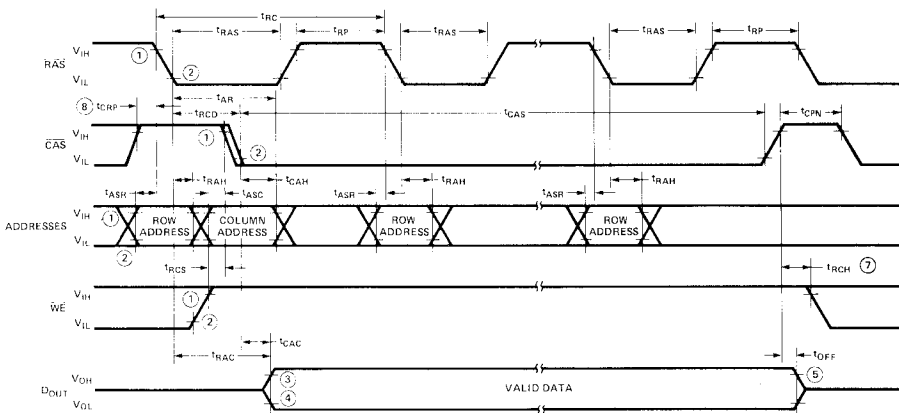 tRC
tRAS tRP tRAS tRAS tRP
VIH ①
RAS
VIL ②
tAR
⑧ tCRP tRCD tCAS tCPN
VIH ①
CAS
VIL ②
tRAH tCAH tRAH tRAH
tASR tASC tASR tASR
VIH ① ROW ADDRESS COLUMN ADDRESS ROW ADDRESS ROW ADDRESS
ADDRESSES
VIL ②
tRCS tRCH ⑦
VIH ①
WE
VIL ②
tCAC
tRAC tOFF
VOH ③ ⑤
DOUT VALID DATA
VOL ④